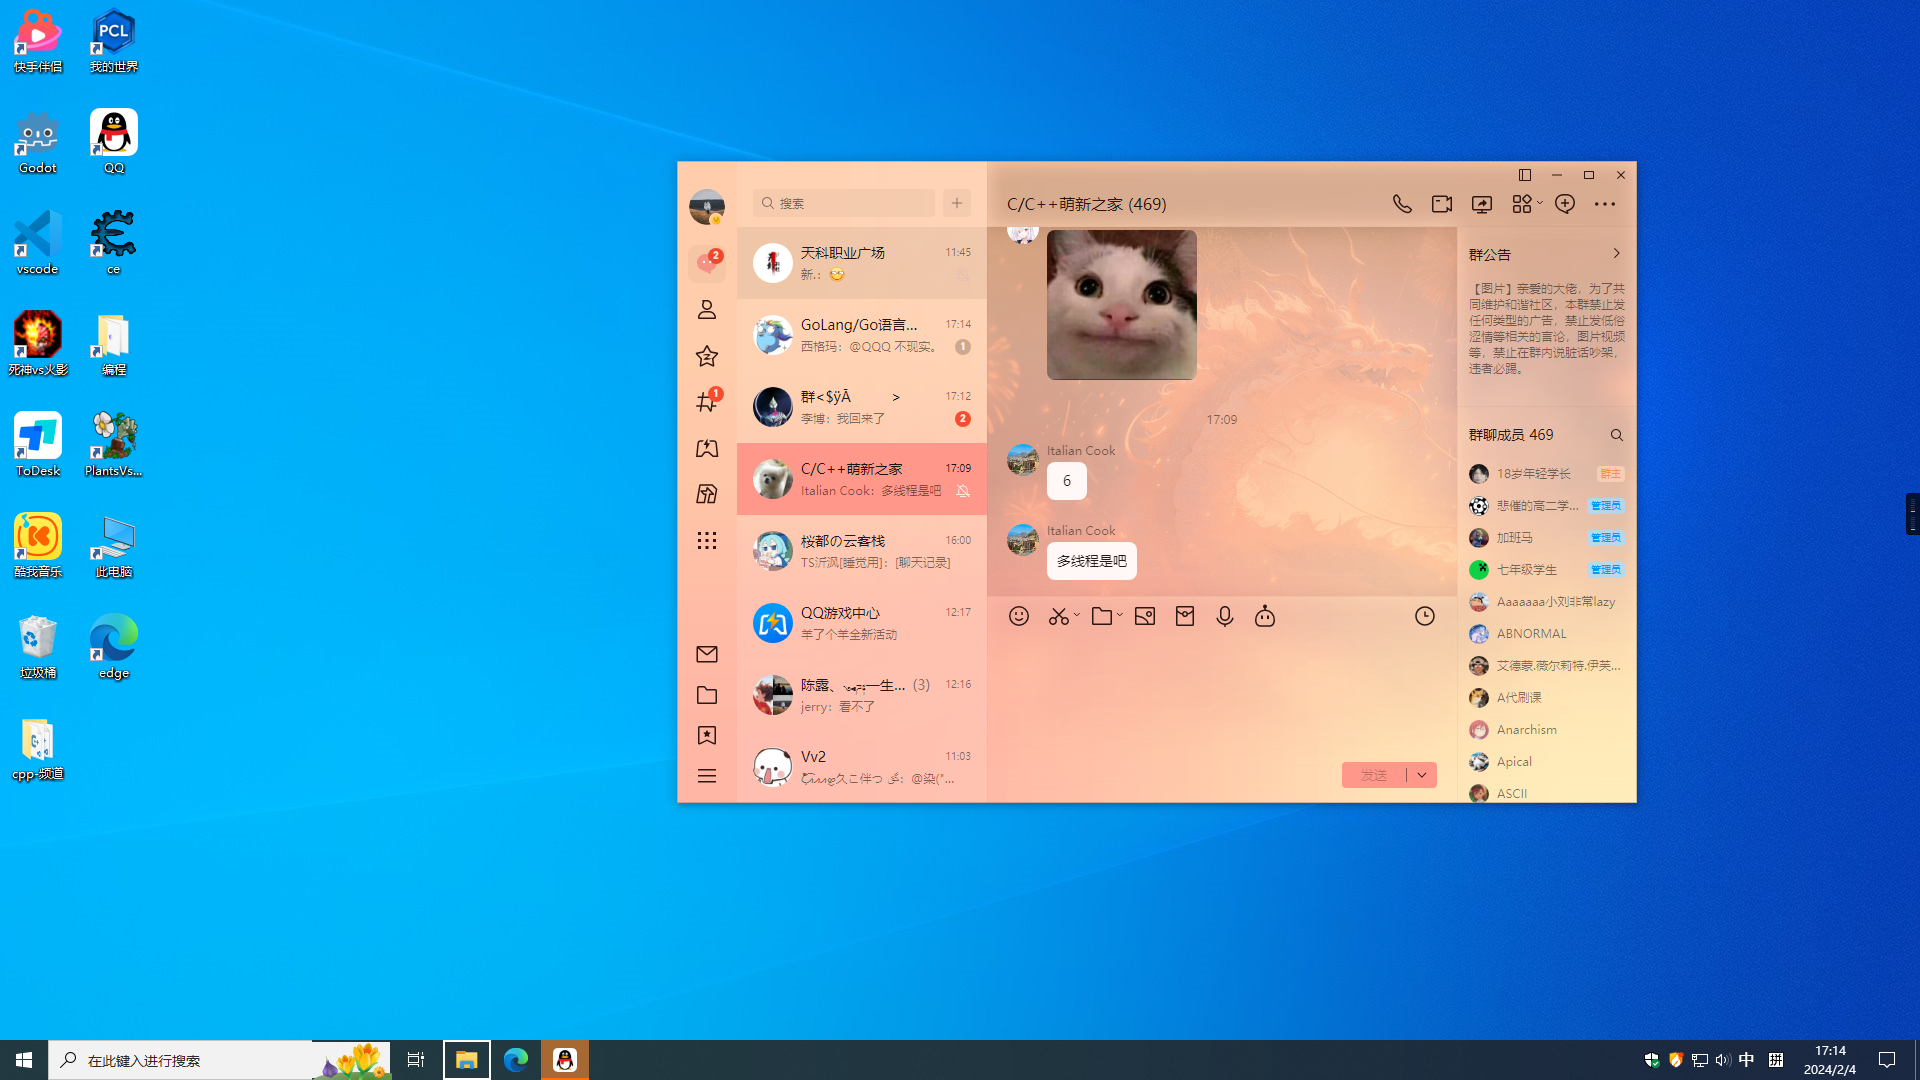 快手伴侣
我的世界
Godot
QQ
vscode
ce
死神vs火影
编程
ToDesk
PlantsVs...
酷我音乐
此电脑
垃圾桶
edge
cpp-频道
搜索
2
1
天科职业广场
11:45
新.：
GoLang/Go语言...
17:14
西格玛：@QQQ 不现实。
1
群<$ÿĀ >
17:12
李博：我回来了
2
C/C++萌新之家
17:09
Italian Cook：多线程是吧
桜都の云客栈
16:00
TS沂沨[睡觉用]：[聊天记录]
QQ游戏中心
12:17
羊了个羊全新活动
陈露、 一生... (3)
12:16
jerry：看不了
Vv2
11:03
久こ伴つ ：@染(*...
C/C++萌新之家 (469)
17:09
Italian Cook
6
Italian Cook
多线程是吧
发送
群公告
【图片】亲爱的大佬，为了共
同维护和谐社区，本群禁止发
任何类型的广告，禁止发低俗
涩情等相关的言论，图片视频
等，禁止在群内说脏话吵架，
违者必踢。
群聊成员 469
18岁年轻学长 群主
悲催的高二学... 管理员
加班马 管理员
七年级学生 管理员
Aaaaaaa小刘非常lazy
ABNORMAL
艾德蒙.薇尔莉特.伊芙...
A代刷课
Anarchism
Apical
ASCII
在此键入进行搜索
中
拼
17:14
2024/2/4